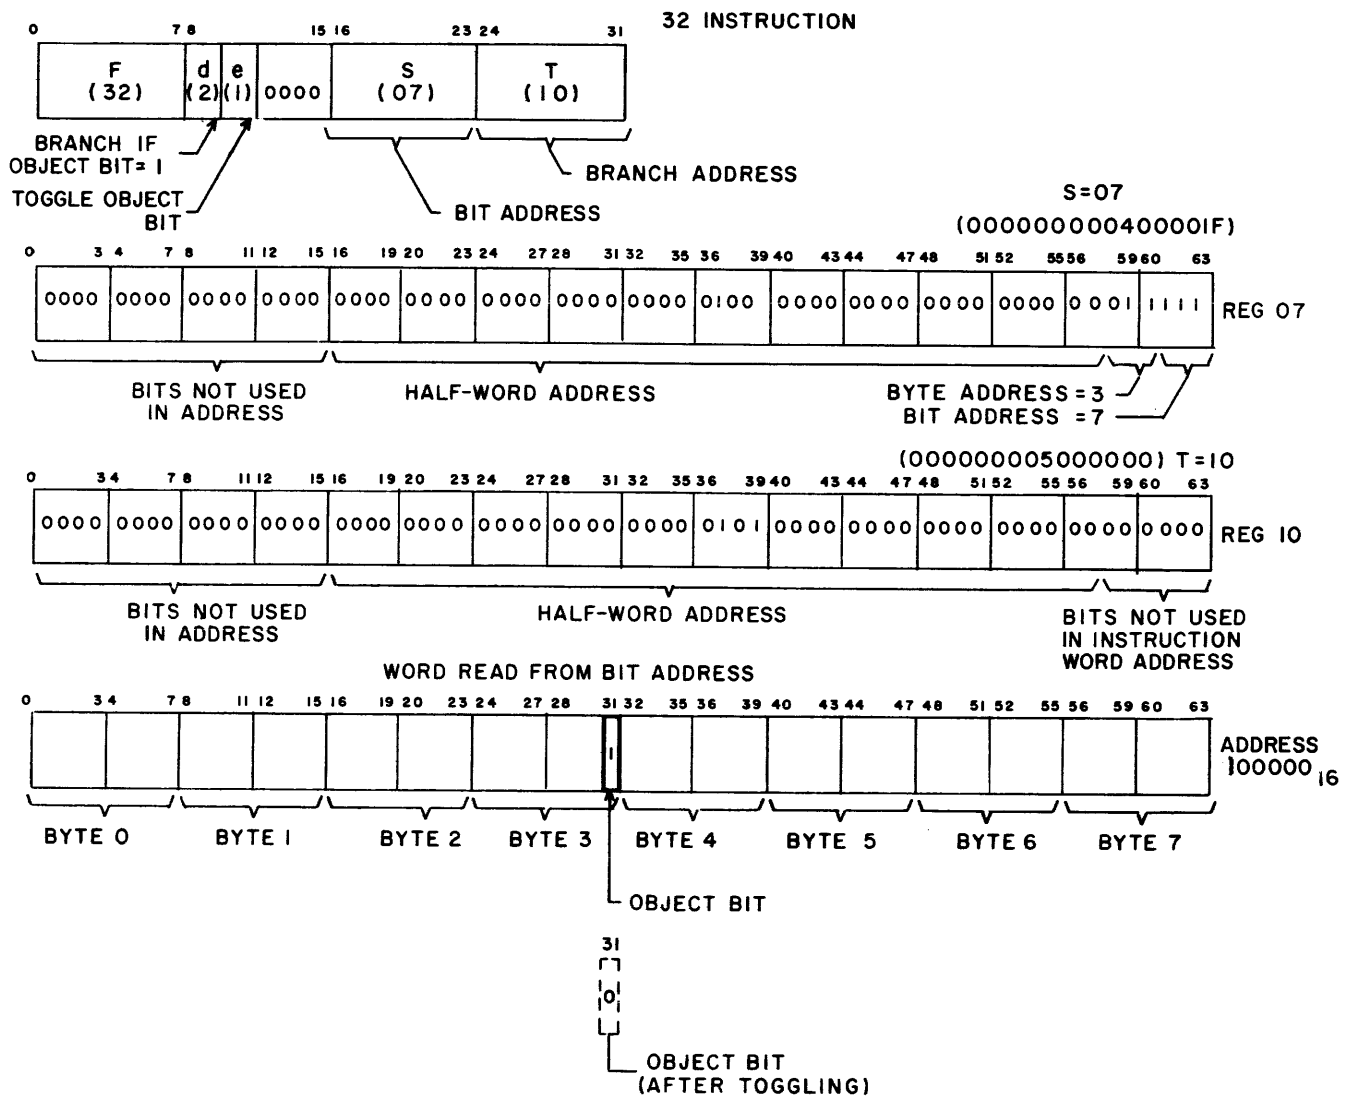 32 INSTRUCTION
0 7 8 15 16 23 24 31
F d e S T
(32) (2) (1) 0000 (07) (10)
BRANCH IF
OBJECT BIT=1
TOGGLE OBJECT
BIT
BIT ADDRESS
BRANCH ADDRESS
S=07
(000000000400001F)
0 3 4 7 8 11 12 15 16 19 20 23 24 27 28 31 32 35 36 39 40 43 44 47 48 51 52 55 56 59 60 63
0000 0000 0000 0000 0000 0000 0000 0000 0000 0100 0000 0000 0000 0000 0001 1111 REG 07
BITS NOT USED
IN ADDRESS
HALF-WORD ADDRESS
BYTE ADDRESS =3
BIT ADDRESS =7
(000000005000000) T=10
0 3 4 7 8 11 12 15 16 19 20 23 24 27 28 31 32 35 36 39 40 43 44 47 48 51 52 55 56 59 60 63
0000 0000 0000 0000 0000 0000 0000 0000 0000 0101 0000 0000 0000 0000 0000 0000 REG 10
BITS NOT USED
IN ADDRESS
HALF-WORD ADDRESS
BITS NOT USED
IN INSTRUCTION
WORD ADDRESS
WORD READ FROM BIT ADDRESS
0 3 4 7 8 11 12 15 16 19 20 23 24 27 28 31 32 35 36 39 40 43 44 47 48 51 52 55 56 59 60 63
1
ADDRESS
100000 16
BYTE 0 BYTE 1 BYTE 2 BYTE 3 BYTE 4 BYTE 5 BYTE 6 BYTE 7
OBJECT BIT
31
0
OBJECT BIT
(AFTER TOGGLING)